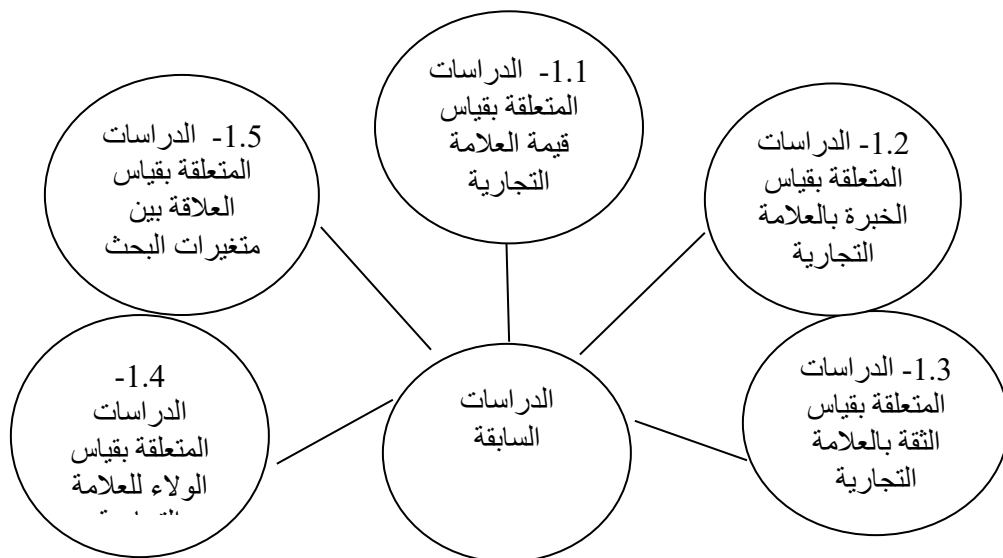 1.1- الدراسات
المتعلقة بقياس
قيمة العلامة
التجارية
1.2- الدراسات
المتعلقة بقياس
الخبرة بالعلامة
التجارية
1.3- الدراسات
المتعلقة بقياس
الثقة بالعلامة
التجارية
1.4-
الدراسات
المتعلقة بقياس
الولاء للعلامة
1.5- الدراسات
المتعلقة بقياس
العلاقة بين
متغيرات البحث
الدراسات
السابقة